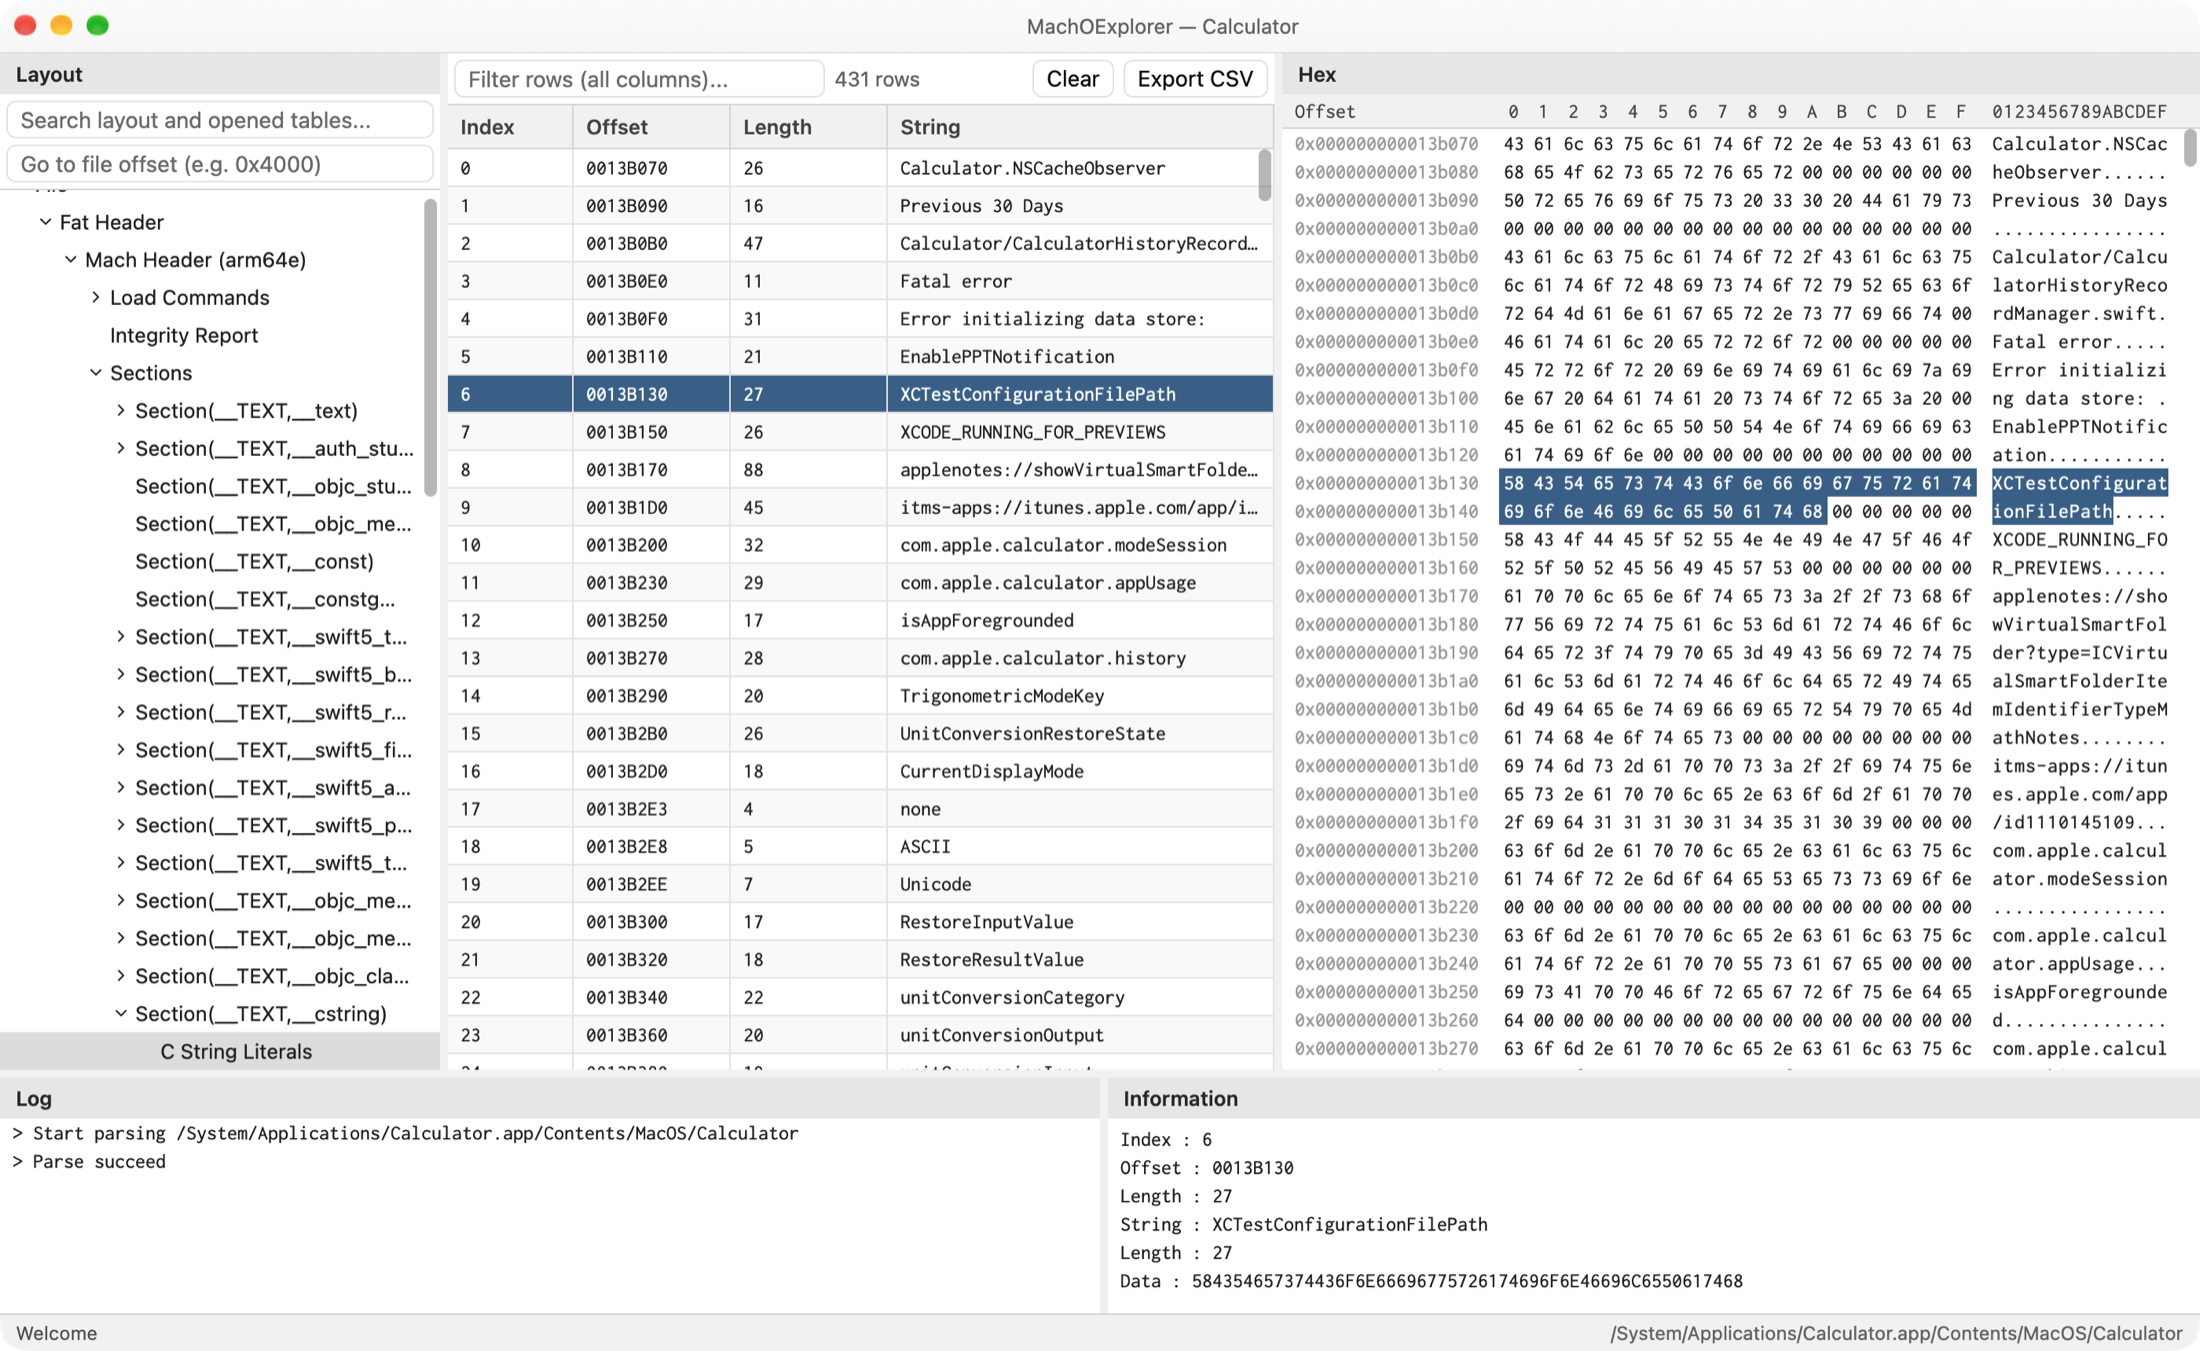 MachOExplorer — Calculator
Layout
Search layout and opened tables...
Go to file offset (e.g. 0x4000)
Fat Header
Mach Header (arm64e)
Load Commands
Integrity Report
Sections
Section(__TEXT,__text)
Section(__TEXT,__auth_stu...
Section(__TEXT,__objc_stu...
Section(__TEXT,__objc_me...
Section(__TEXT,__const)
Section(__TEXT,__constg...
Section(__TEXT,__swift5_t...
Section(__TEXT,__swift5_b...
Section(__TEXT,__swift5_r...
Section(__TEXT,__swift5_fi...
Section(__TEXT,__swift5_a...
Section(__TEXT,__swift5_p...
Section(__TEXT,__swift5_t...
Section(__TEXT,__objc_me...
Section(__TEXT,__objc_me...
Section(__TEXT,__objc_cla...
Section(__TEXT,__cstring)
C String Literals
Filter rows (all columns)... 431 rows Clear Export CSV
Index Offset Length String
0 0013B070 26 Calculator.NSCacheObserver
1 0013B090 16 Previous 30 Days
2 0013B0B0 47 Calculator/CalculatorHistoryRecord...
3 0013B0E0 11 Fatal error
4 0013B0F0 31 Error initializing data store:
5 0013B110 21 EnablePPTNotification
6 0013B130 27 XCTestConfigurationFilePath
7 0013B150 26 XCODE_RUNNING_FOR_PREVIEWS
8 0013B170 88 applenotes://showVirtualSmartFolde...
9 0013B1D0 45 itms-apps://itunes.apple.com/app/i...
10 0013B200 32 com.apple.calculator.modeSession
11 0013B230 29 com.apple.calculator.appUsage
12 0013B250 17 isAppForegrounded
13 0013B270 28 com.apple.calculator.history
14 0013B290 20 TrigonometricModeKey
15 0013B2B0 26 UnitConversionRestoreState
16 0013B2D0 18 CurrentDisplayMode
17 0013B2E3 4 none
18 0013B2E8 5 ASCII
19 0013B2EE 7 Unicode
20 0013B300 17 RestoreInputValue
21 0013B320 18 RestoreResultValue
22 0013B340 22 unitConversionCategory
23 0013B360 20 unitConversionOutput
Hex
Offset 0 1 2 3 4 5 6 7 8 9 A B C D E F 0123456789ABCDEF
0x000000000013b070 43 61 6c 63 75 6c 61 74 6f 72 2e 4e 53 43 61 63 Calculator.NSCac
0x000000000013b080 68 65 4f 62 73 65 72 76 65 72 00 00 00 00 00 00 heObserver......
0x000000000013b090 50 72 65 76 69 6f 75 73 20 33 30 20 44 61 79 73 Previous 30 Days
0x000000000013b0a0 00 00 00 00 00 00 00 00 00 00 00 00 00 00 00 00 ................
0x000000000013b0b0 43 61 6c 63 75 6c 61 74 6f 72 2f 43 61 6c 63 75 Calculator/Calcu
0x000000000013b0c0 6c 61 74 6f 72 48 69 73 74 6f 72 79 52 65 63 6f latorHistoryReco
0x000000000013b0d0 72 64 4d 61 6e 61 67 65 72 2e 73 77 69 66 74 00 rdManager.swift.
0x000000000013b0e0 46 61 74 61 6c 20 65 72 72 6f 72 00 00 00 00 00 Fatal error.....
0x000000000013b0f0 45 72 72 6f 72 20 69 6e 69 74 69 61 6c 69 7a 69 Error initializi
0x000000000013b100 6e 67 20 64 61 74 61 20 73 74 6f 72 65 3a 20 00 ng data store: .
0x000000000013b110 45 6e 61 62 6c 65 50 50 54 4e 6f 74 69 66 69 63 EnablePPTNotific
0x000000000013b120 61 74 69 6f 6e 00 00 00 00 00 00 00 00 00 00 00 ation...........
0x000000000013b130 58 43 54 65 73 74 43 6f 6e 66 69 67 75 72 61 74 XCTestConfigurat
0x000000000013b140 69 6f 6e 46 69 6c 65 50 61 74 68 00 00 00 00 00 ionFilePath.....
0x000000000013b150 58 43 4f 44 45 5f 52 55 4e 4e 49 4e 47 5f 46 4f XCODE_RUNNING_FO
0x000000000013b160 52 5f 50 52 45 56 49 45 57 53 00 00 00 00 00 00 R_PREVIEWS......
0x000000000013b170 61 70 70 6c 65 6e 6f 74 65 73 3a 2f 2f 73 68 6f applenotes://sho
0x000000000013b180 77 56 69 72 74 75 61 6c 53 6d 61 72 74 46 6f 6c wVirtualSmartFol
0x000000000013b190 64 65 72 3f 74 79 70 65 3d 49 43 56 69 72 74 75 der?type=ICVirtu
0x000000000013b1a0 61 6c 53 6d 61 72 74 46 6f 6c 64 65 72 49 74 65 alSmartFolderIte
0x000000000013b1b0 6d 49 64 65 6e 74 69 66 69 65 72 54 79 70 65 4d mIdentifierTypeM
0x000000000013b1c0 61 74 68 4e 6f 74 65 73 00 00 00 00 00 00 00 00 athNotes........
0x000000000013b1d0 69 74 6d 73 2d 61 70 70 73 3a 2f 2f 69 74 75 6e itms-apps://itun
0x000000000013b1e0 65 73 2e 61 70 70 6c 65 2e 63 6f 6d 2f 61 70 70 es.apple.com/app
0x000000000013b1f0 2f 69 64 31 31 31 30 31 34 35 31 30 39 00 00 00 /id1110145109...
0x000000000013b200 63 6f 6d 2e 61 70 70 6c 65 2e 63 61 6c 63 75 6c com.apple.calcul
0x000000000013b210 61 74 6f 72 2e 6d 6f 64 65 53 65 73 73 69 6f 6e ator.modeSession
0x000000000013b220 00 00 00 00 00 00 00 00 00 00 00 00 00 00 00 00 ................
0x000000000013b230 63 6f 6d 2e 61 70 70 6c 65 2e 63 61 6c 63 75 6c com.apple.calcul
0x000000000013b240 61 74 6f 72 2e 61 70 70 55 73 61 67 65 00 00 00 ator.appUsage...
0x000000000013b250 69 73 41 70 70 46 6f 72 65 67 72 6f 75 6e 64 65 isAppForegrounde
0x000000000013b260 64 00 00 00 00 00 00 00 00 00 00 00 00 00 00 00 d...............
0x000000000013b270 63 6f 6d 2e 61 70 70 6c 65 2e 63 61 6c 63 75 6c com.apple.calcul
Log
> Start parsing /System/Applications/Calculator.app/Contents/MacOS/Calculator
> Parse succeed
Information
Index : 6
Offset : 0013B130
Length : 27
String : XCTestConfigurationFilePath
Length : 27
Data : 584354657374436F6E66696775726174696F6E46696C6550617468
Welcome
/System/Applications/Calculator.app/Contents/MacOS/Calculator